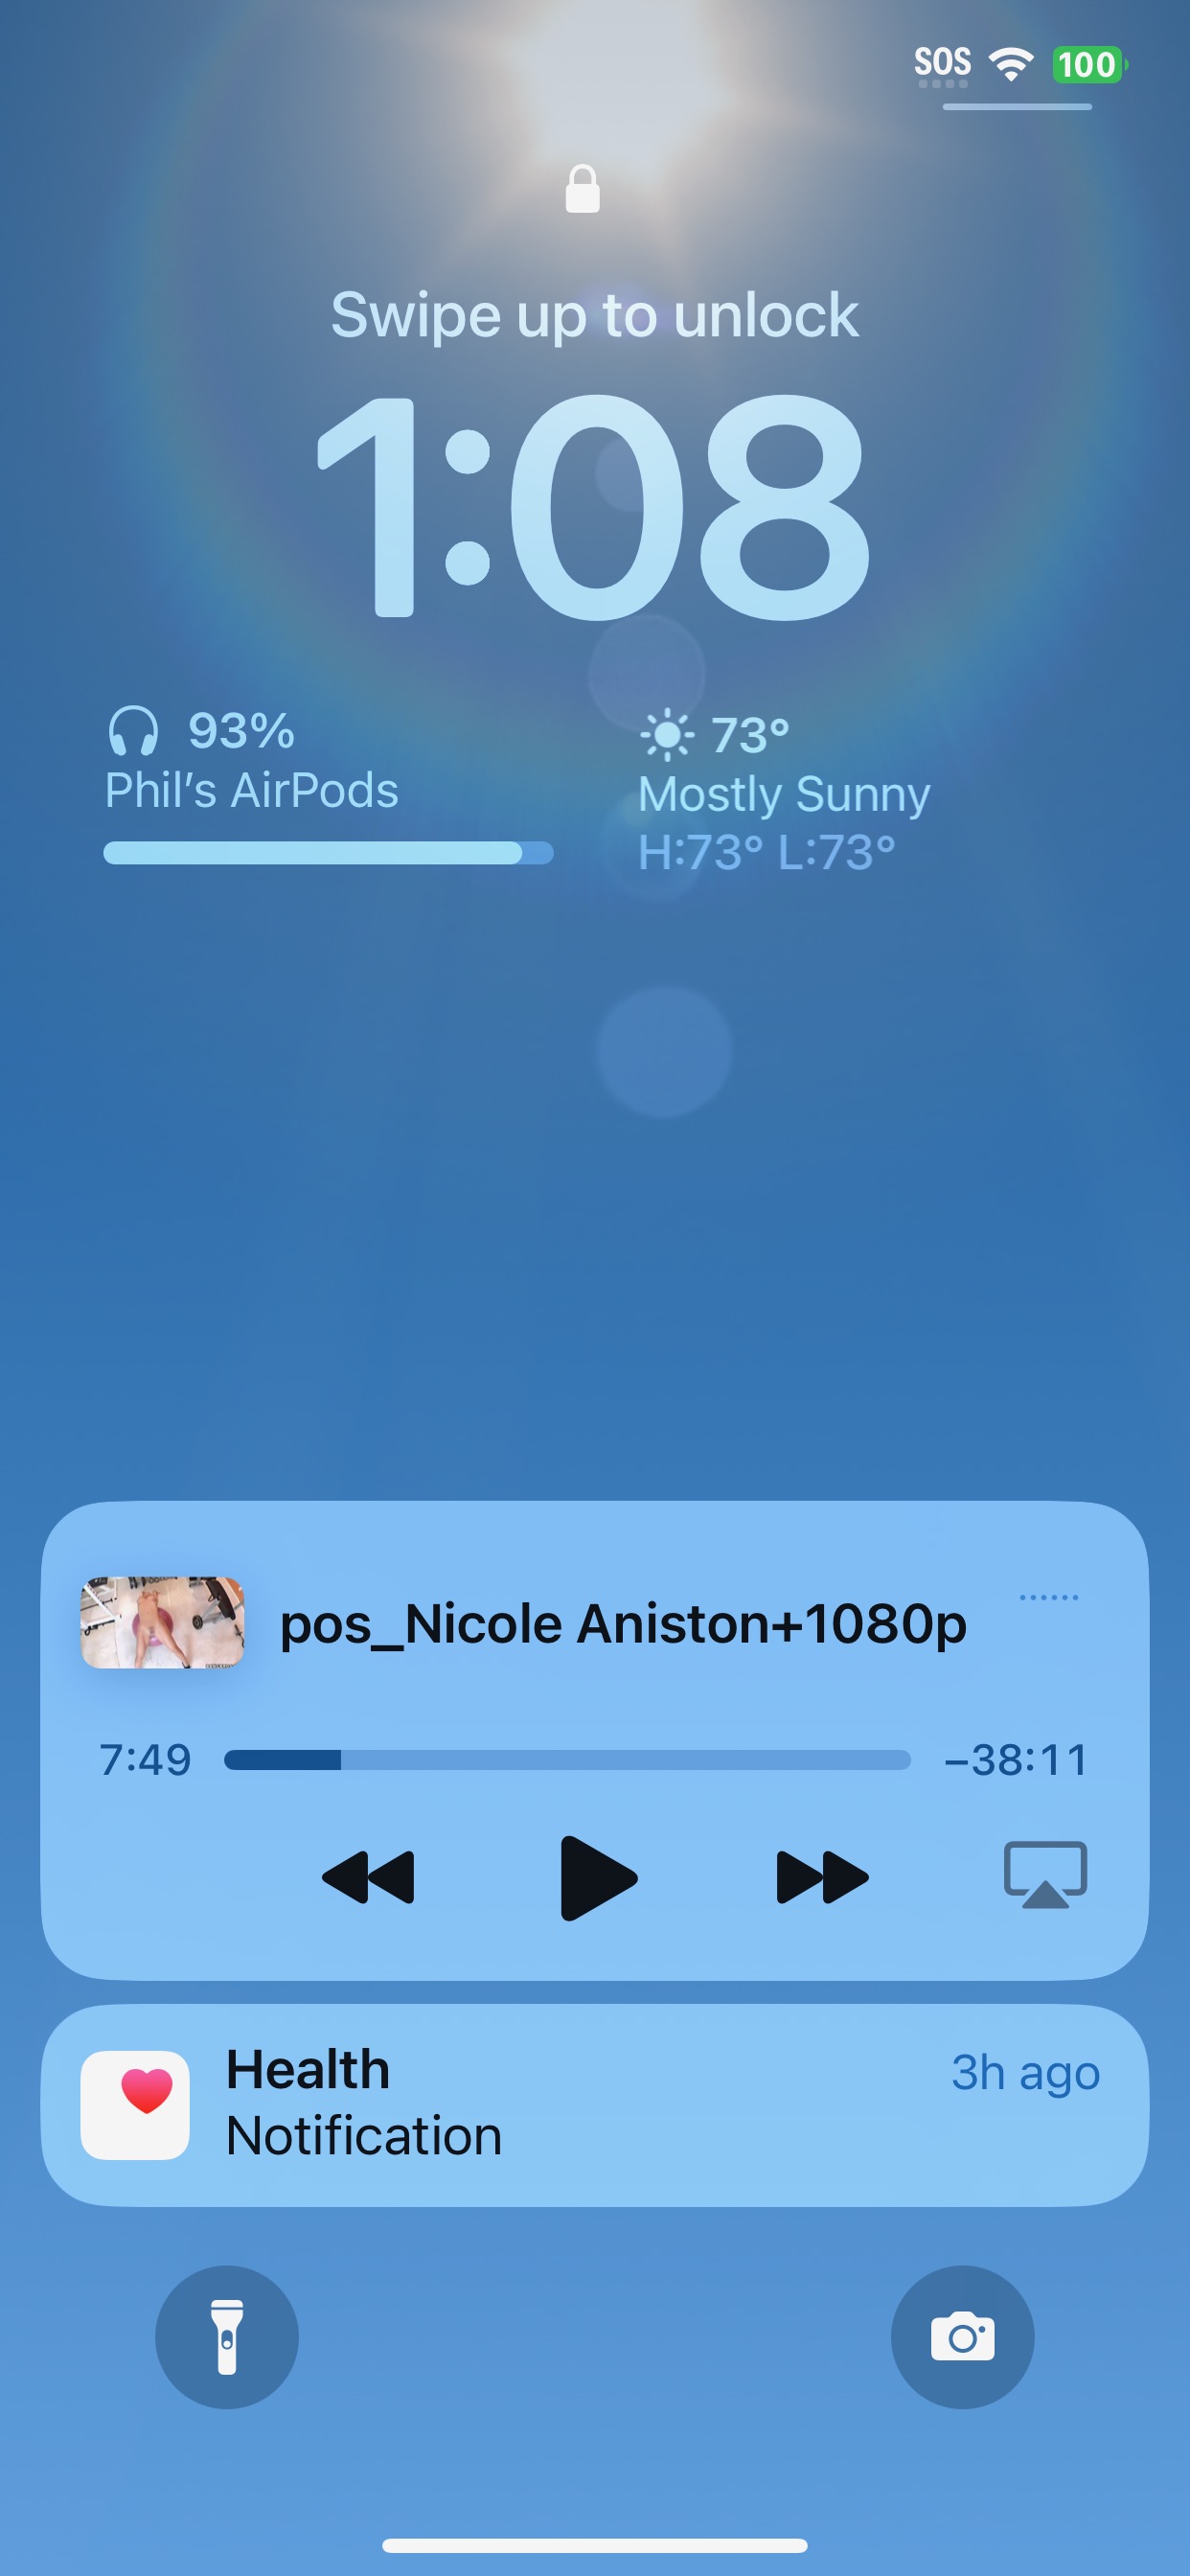 SOS 100
Swipe up to unlock
1:08
93%
Phil’s AirPods
73°
Mostly Sunny
H:73° L:73°
pos_Nicole Aniston+1080p
7:49 –38:11
Health 3h ago
Notification